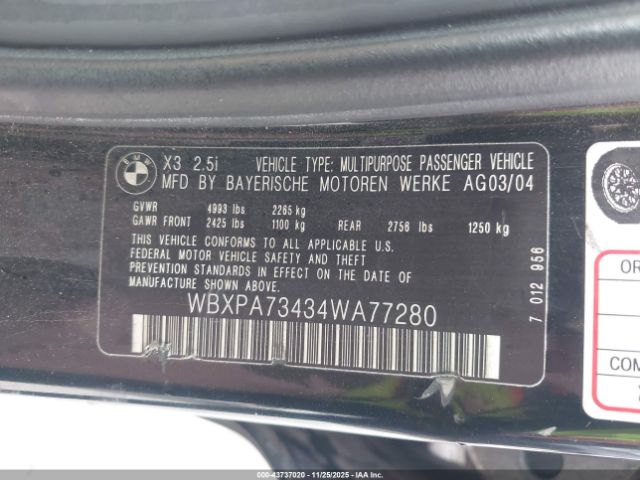 BMW
X3 2.5i VEHICLE TYPE: MULTIPURPOSE PASSENGER VEHICLE
MFD BY BAYERISCHE MOTOREN WERKE AG03/04
GVWR 4993 lbs 2265 kg
GAWR FRONT 2425 lbs 1100 kg REAR 2756 lbs 1250 kg
THIS VEHICLE CONFORMS TO ALL APPLICABLE U.S.
FEDERAL MOTOR VEHICLE SAFETY AND THEFT
PREVENTION STANDARDS IN EFFECT ON THE DATE OF
MANUFACTURE SHOWN ABOVE.
WBXPA73434WA77280
7 012 956
OR
COM
000-43737020 - 11/25/2025 - Copyright © IAA, LLC